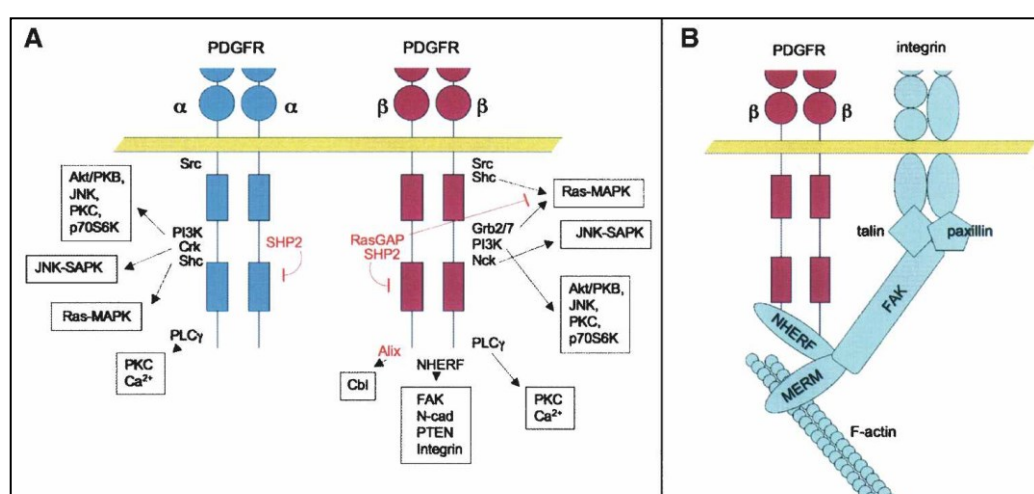 A
PDGFR
α
α
Src
Akt/PKB,
JNK,
PKC,
p70S6K
PI3K
Crk
Shc
SHP2
JNK-SAPK
Ras-MAPK
PLCγ
PKC
Ca²⁺
PDGFR
β
β
Src
Shc
Ras-MAPK
RasGAP
SHP2
Grb2/7
PI3K
Nck
JNK-SAPK
Akt/PKB,
JNK,
PKC,
p70S6K
Alix
Cbl
NHERF
FAK
N-cad
PTEN
Integrin
PLCγ
PKC
Ca²⁺
B
PDGFR
β
β
integrin
talin
paxillin
FAK
NHERF
MERM
F-actin